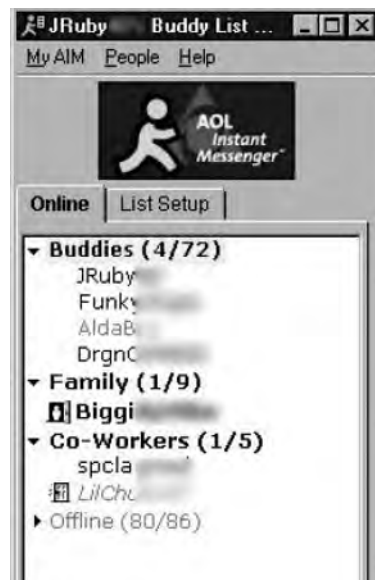 JRuby Buddy List ...
My AIM People Help
AOL
Instant
Messenger
Online List Setup
Buddies (4/72)
JRuby
Funky
AldaB
DrgnC
Family (1/9)
Biggi
Co-Workers (1/5)
spcla
LilChu
Offline (80/86)